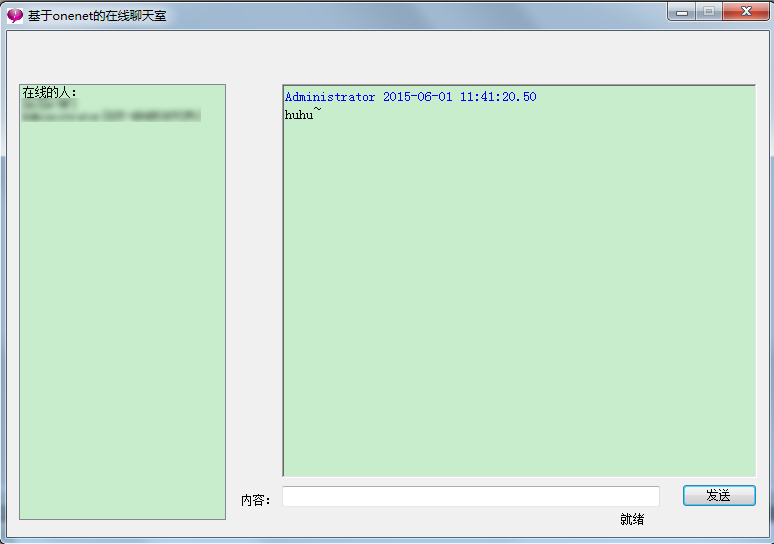 基于onenet的在线聊天室
在线的人：
Administrator 2015-06-01 11:41:20.50
huhu~
内容：
发送
就绪